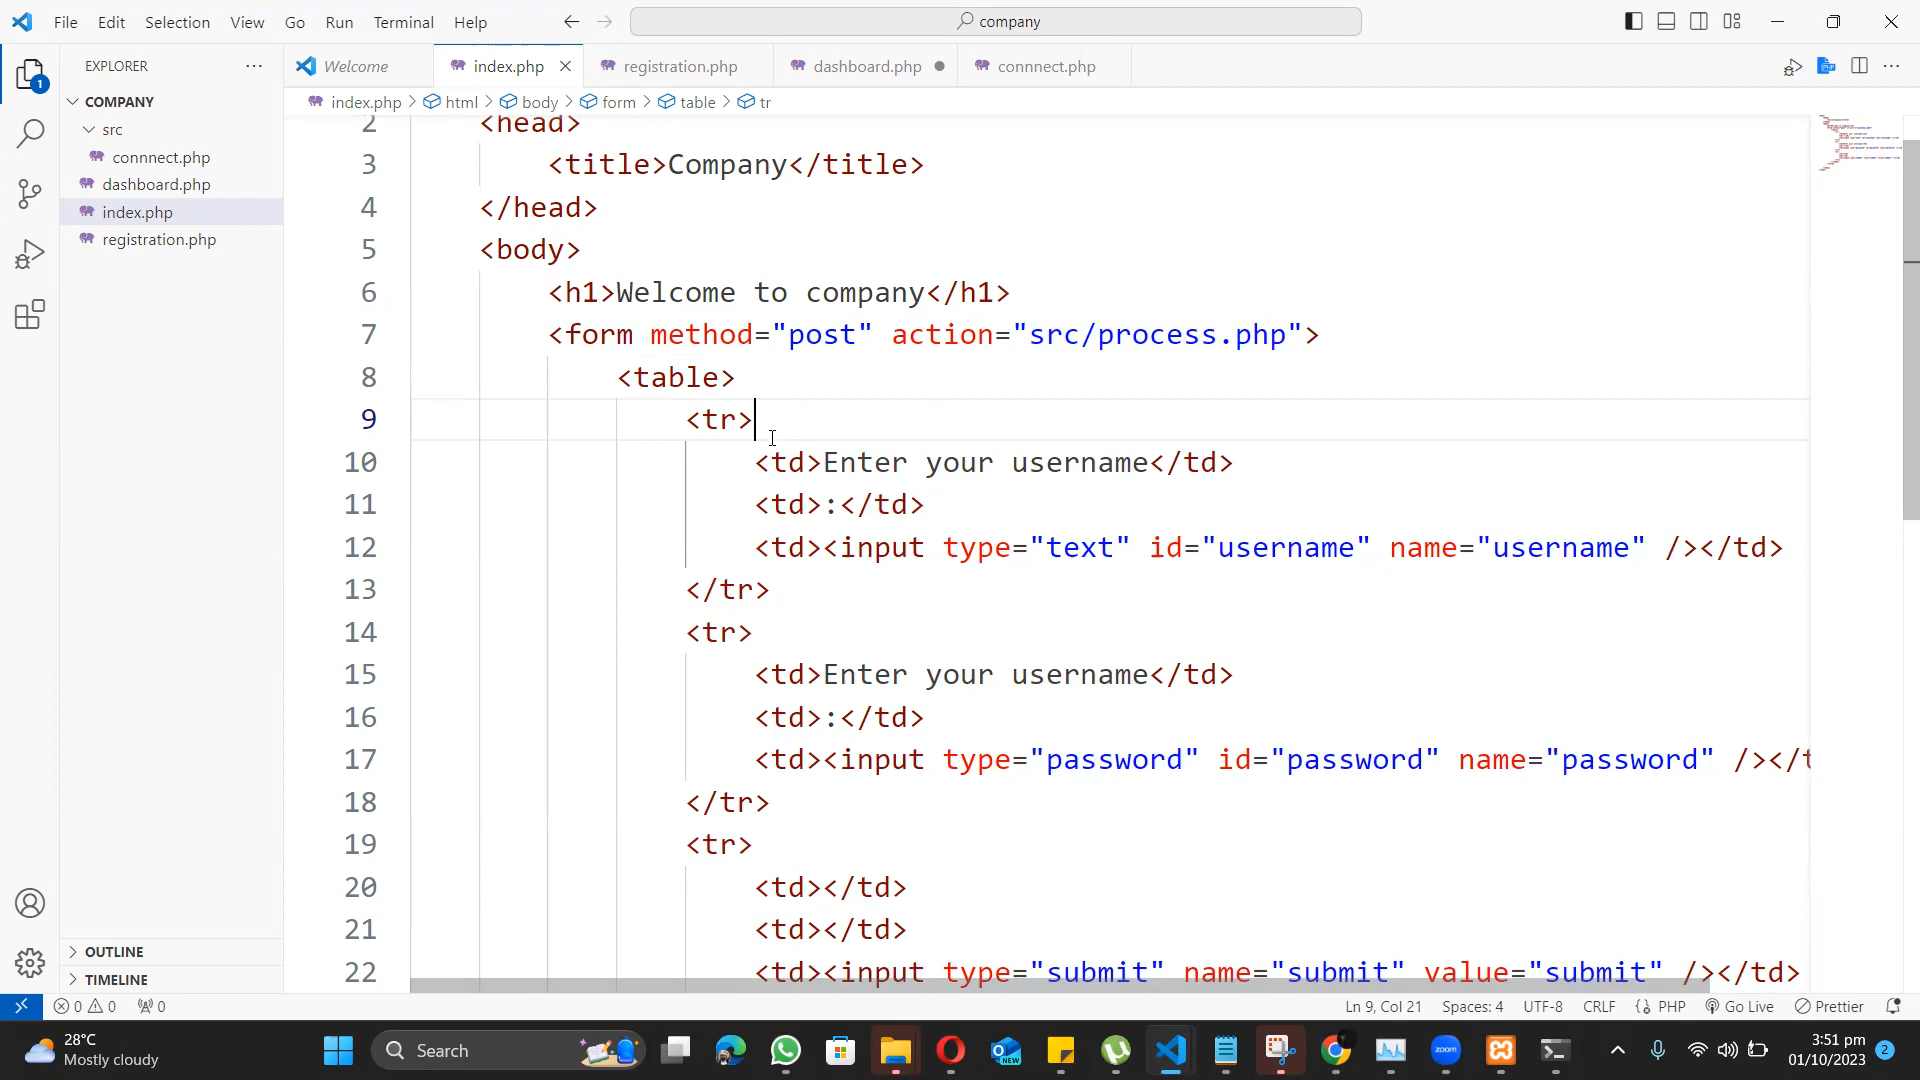 File Edit Selection View Go Run Terminal Help company
EXPLORER
Welcome index.php registration.php dashboard.php connnect.php
COMPANY
index.php > html > body > form > table > tr
src
connnect.php
dashboard.php
index.php
registration.php
2 <head>
3 <title>Company</title>
4 </head>
5 <body>
6 <h1>Welcome to company</h1>
7 <form method="post" action="src/process.php">
8 <table>
9 <tr>
10 <td>Enter your username</td>
11 <td>:</td>
12 <td><input type="text" id="username" name="username" /></td>
13 </tr>
14 <tr>
15 <td>Enter your username</td>
16 <td>:</td>
17 <td><input type="password" id="password" name="password" /></t
18 </tr>
19 <tr>
20 <td></td>
21 <td></td>
22 <td><input type="submit" name="submit" value="submit" /></td>
OUTLINE
TIMELINE
0 0 0 Ln 9, Col 21 Spaces: 4 UTF-8 CRLF PHP Go Live Prettier
28°C
Mostly cloudy
Search
3:51 pm
01/10/2023
2
1
NEW
zoom